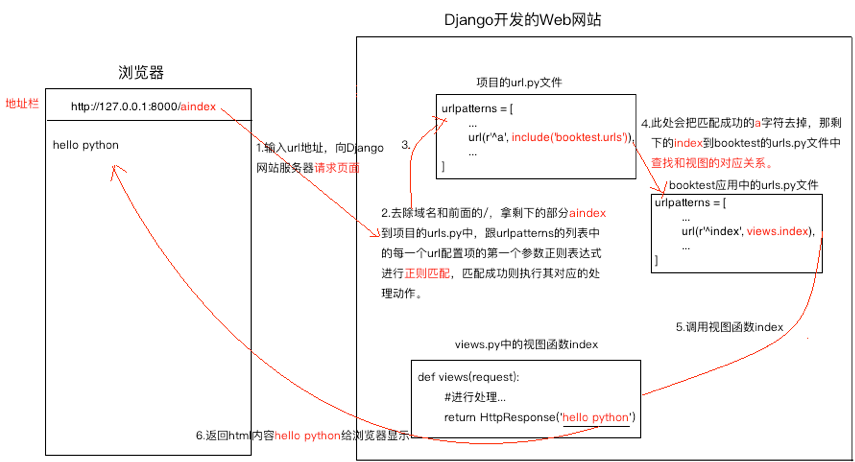 Django开发的Web网站
浏览器
地址栏
http://127.0.0.1:8000/aindex
hello python
1.输入url地址，向Django
网站服务器请求页面
项目的url.py文件
urlpatterns = [
...
url(r'^a', include('booktest.urls')),
...
]
3.
4.此处会把匹配成功的a字符去掉，那剩
下的index到booktest的urls.py文件中
查找和视图的对应关系。
booktest应用中的urls.py文件
urlpatterns = [
...
url(r'^index', views.index),
...
]
2.去除域名和前面的/，拿剩下的部分aindex
到项目的urls.py中，跟urlpatterns的列表中
的每一个url配置项的第一个参数正则表达式
进行正则匹配，匹配成功则执行其对应的处
理动作。
5.调用视图函数index
views.py中的视图函数index
def views(request):
#进行处理...
return HttpResponse('hello python')
6.返回html内容hello python给浏览器显示